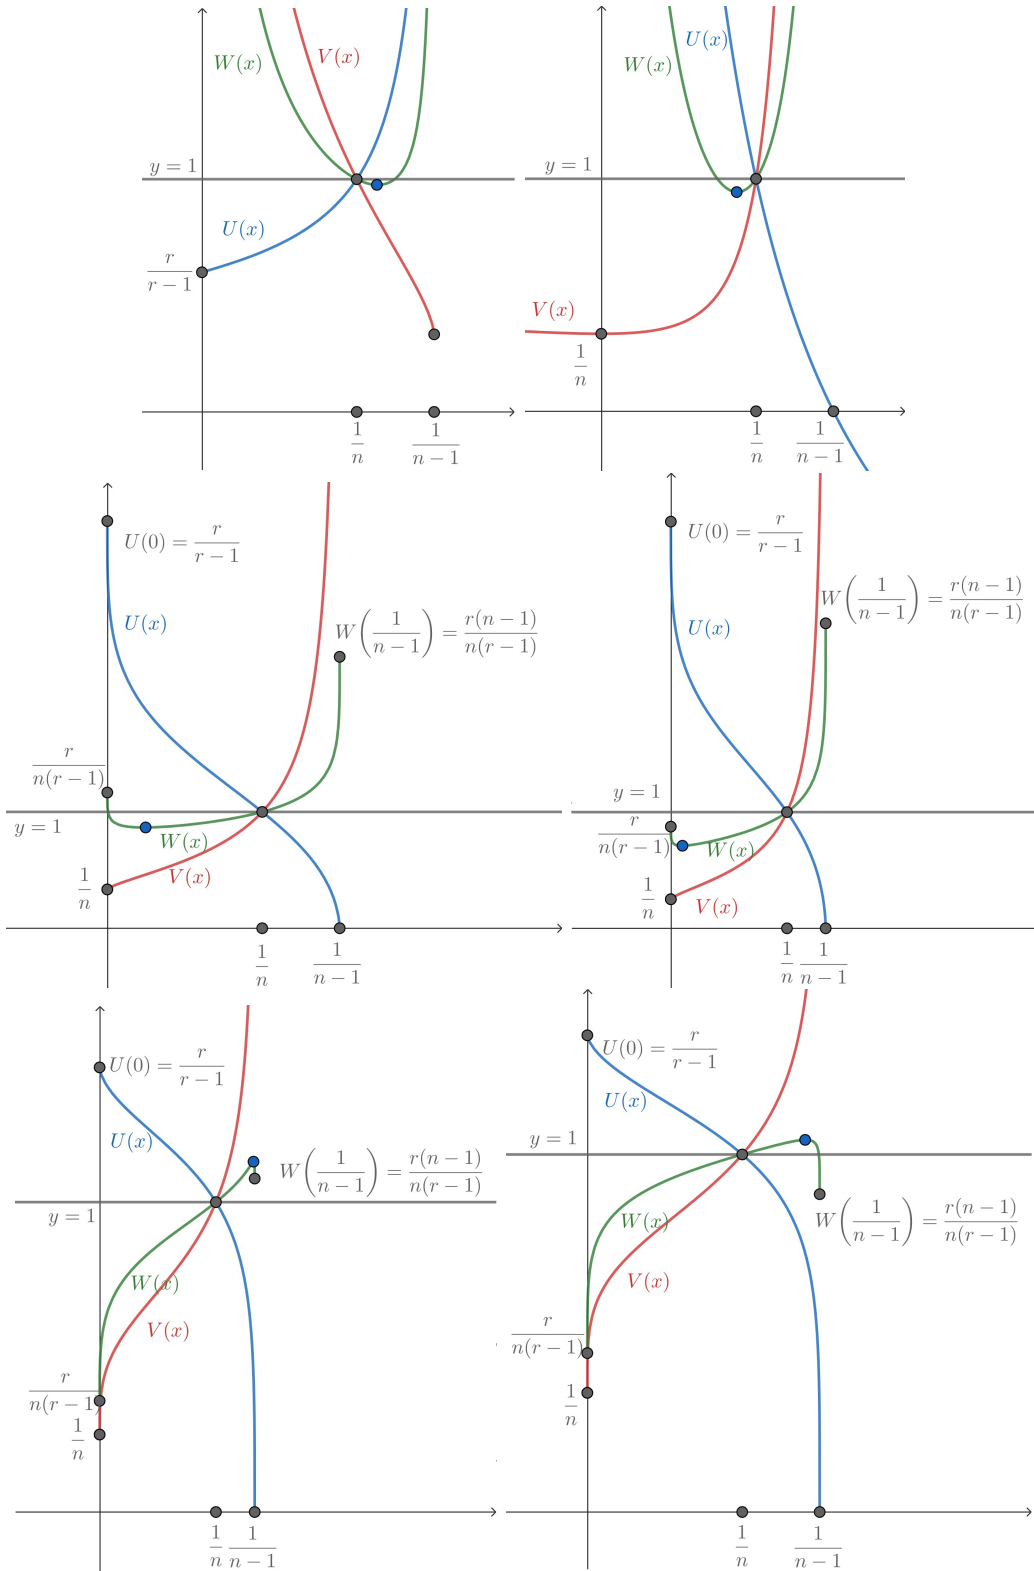 W(x)
V(x)
y = 1
U(x)
r
r − 1
1
n
1
n − 1
U(x)
W(x)
y = 1
V(x)
1
n
1
n
1
n − 1
U(0) = r
r − 1
U(x)
W(1/(n − 1)) = r(n − 1)
n(r − 1)
r
n(r − 1)
y = 1
W(x)
V(x)
1
n
1
n
1
n − 1
U(0) = r
r − 1
W(1/(n − 1)) = r(n − 1)
n(r − 1)
U(x)
y = 1
r
n(r − 1)
W(x)
1
n
V(x)
1
n
1
n − 1
U(0) = r
r − 1
U(x)
W(1/(n − 1)) = r(n − 1)
n(r − 1)
y = 1
W(x)
V(x)
r
n(r − 1)
1
n
1
n
1
n − 1
U(0) = r
r − 1
U(x)
y = 1
W(x)
W(1/(n − 1)) = r(n − 1)
n(r − 1)
V(x)
r
n(r − 1)
1
n
1
n
1
n − 1